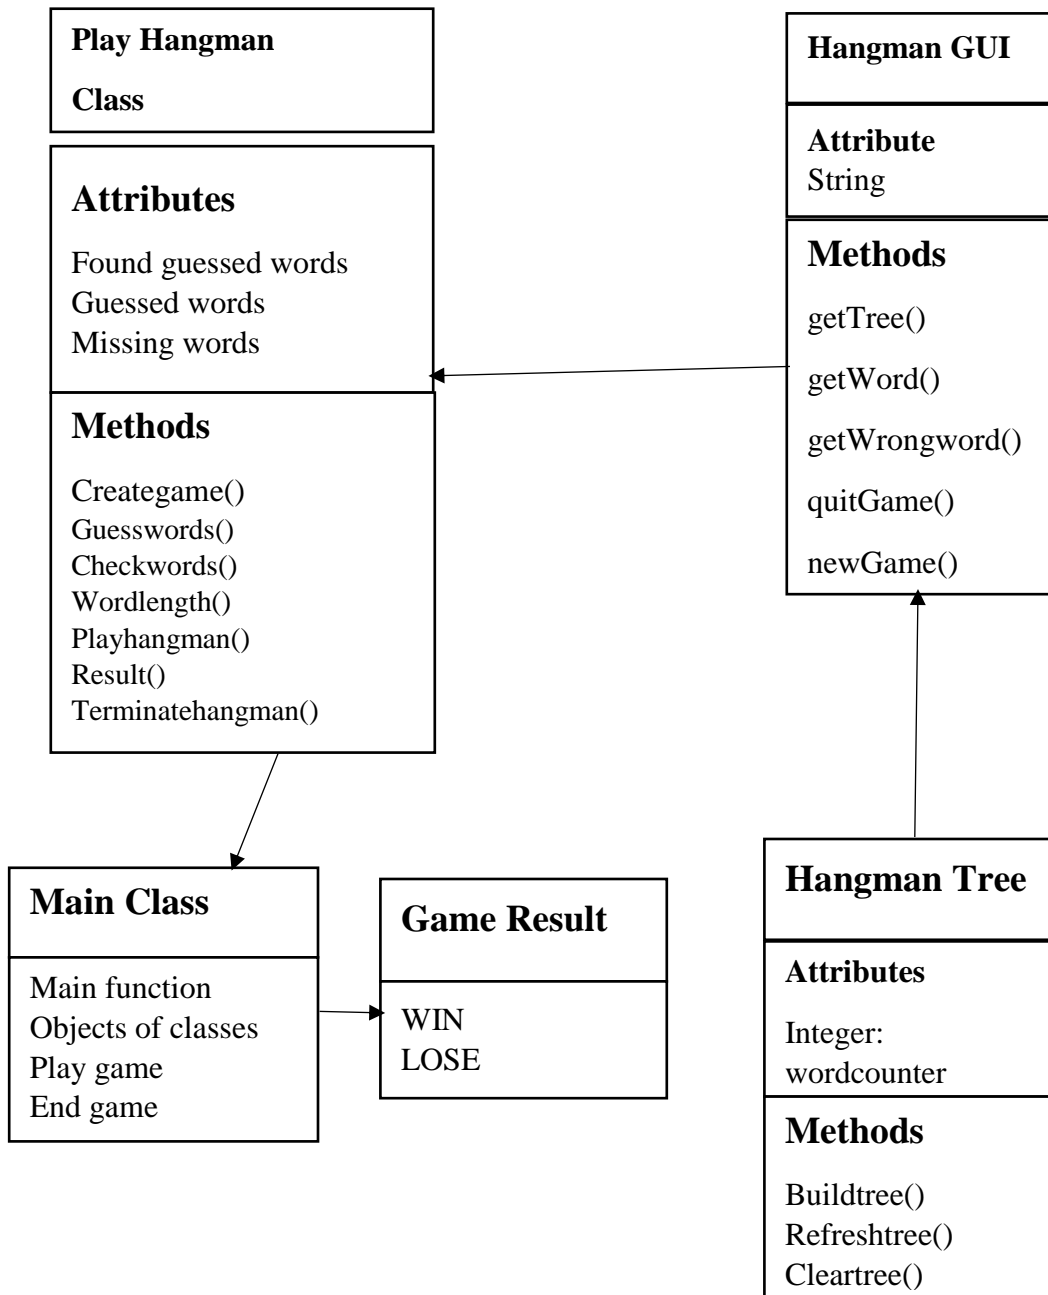 Play Hangman
Class
Attributes
Found guessed words
Guessed words
Missing words
Methods
Creategame()
Guesswords()
Checkwords()
Wordlength()
Playhangman()
Result()
Terminatehangman()
Hangman GUI
Attribute
String
Methods
getTree()
getWord()
getWrongword()
quitGame()
newGame()
Main Class
Main function
Objects of classes
Play game
End game
Game Result
WIN
LOSE
Hangman Tree
Attributes
Integer:
wordcounter
Methods
Buildtree()
Refreshtree()
Cleartree()